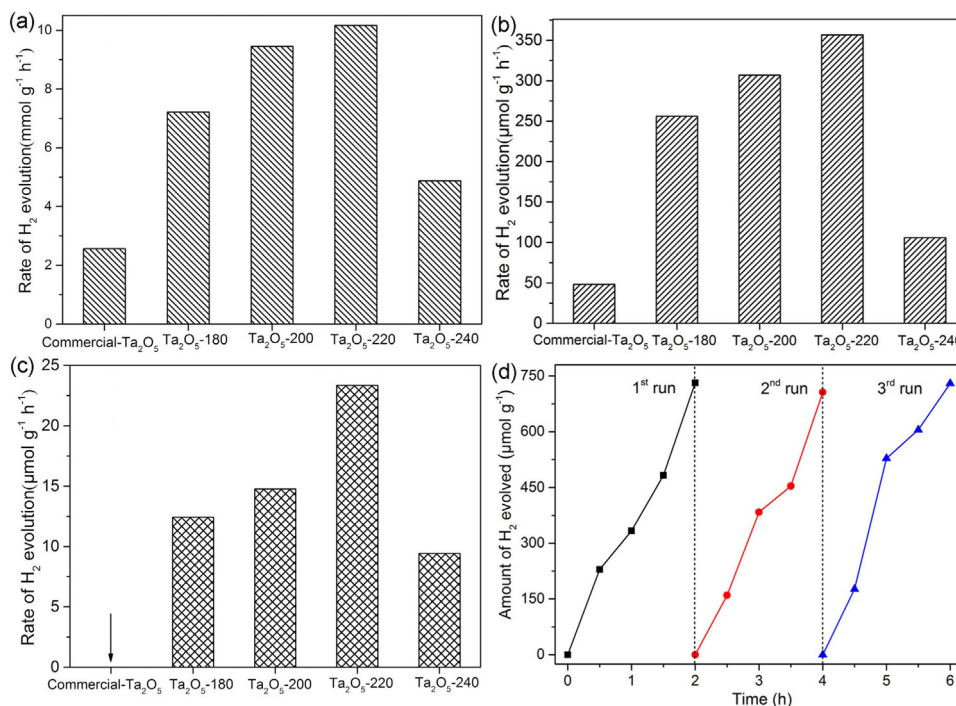 (a)
Rate of H₂ evolution(mmol g⁻¹ h⁻¹)
10
8
6
4
2
0
Commercial-Ta₂O₅ Ta₂O₅-180 Ta₂O₅-200 Ta₂O₅-220 Ta₂O₅-240
(b)
Rate of H₂ evolution(μmol g⁻¹ h⁻¹)
350
300
250
200
150
100
50
0
Commercial-Ta₂O₅ Ta₂O₅-180 Ta₂O₅-200 Ta₂O₅-220 Ta₂O₅-240
(c)
Rate of H₂ evolution(μmol g⁻¹ h⁻¹)
25
20
15
10
5
0
Commercial-Ta₂O₅ Ta₂O₅-180 Ta₂O₅-200 Ta₂O₅-220 Ta₂O₅-240
(d)
Amount of H₂ evolved (μmol g⁻¹)
750
600
450
300
150
0
1ˢᵗ run 2ⁿᵈ run 3ʳᵈ run
0 1 2 3 4 5 6
Time (h)